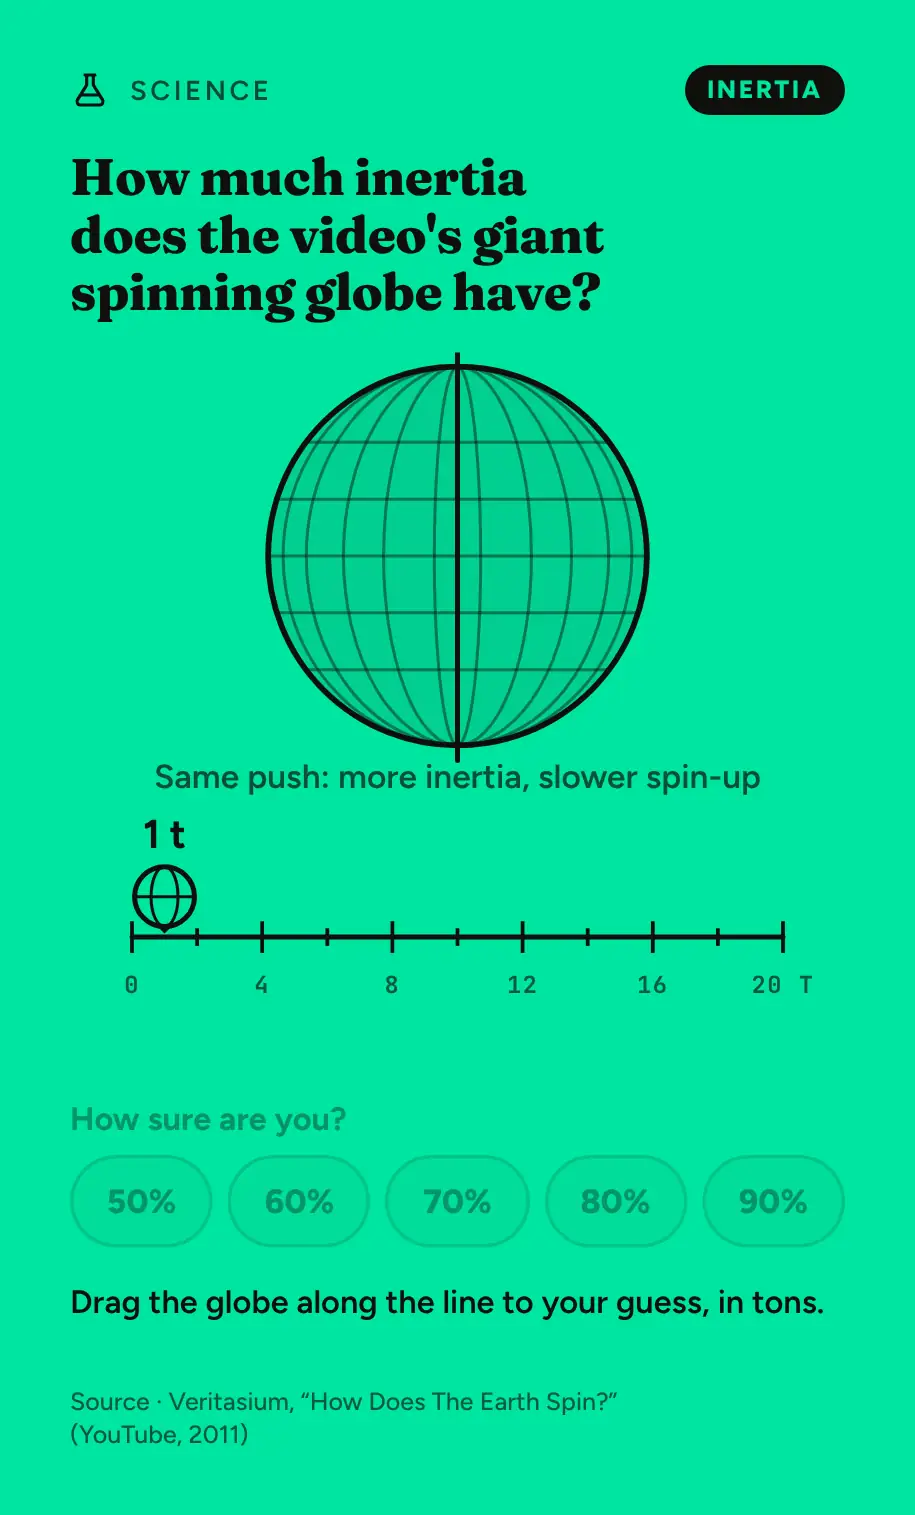 SCIENCE
INERTIA
How much inertia
does the video's giant
spinning globe have?
Same push: more inertia, slower spin-up
1 t
0 4 8 12 16 20 T
How sure are you?
50% 60% 70% 80% 90%
Drag the globe along the line to your guess, in tons.
Source · Veritasium, “How Does The Earth Spin?”
(YouTube, 2011)